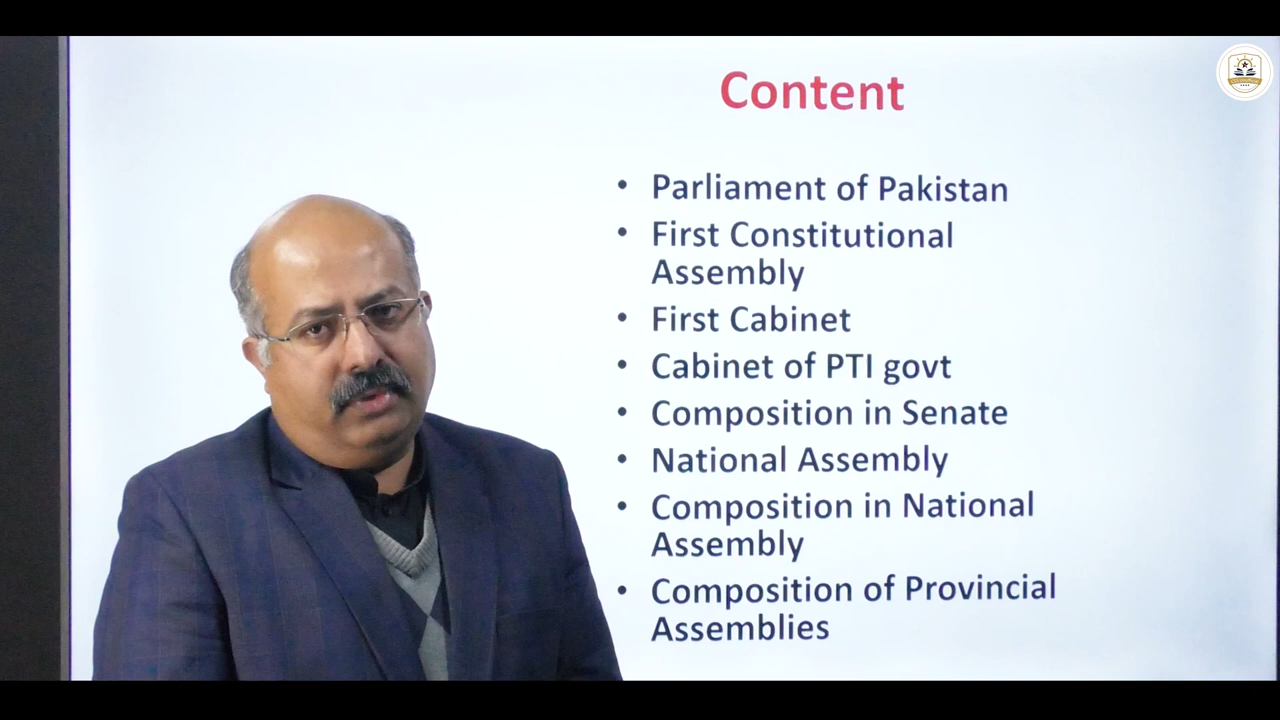 Content
• Parliament of Pakistan
• First Constitutional
Assembly
• First Cabinet
• Cabinet of PTI govt
• Composition in Senate
• National Assembly
• Composition in National
Assembly
• Composition of Provincial
Assemblies